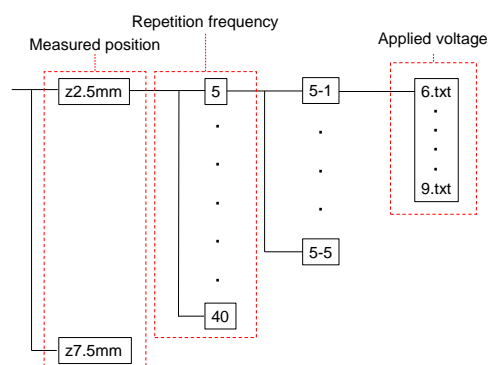 Repetition frequency
Measured position
Applied voltage
z2.5mm
5
5-1
6.txt
9.txt
5-5
40
z7.5mm